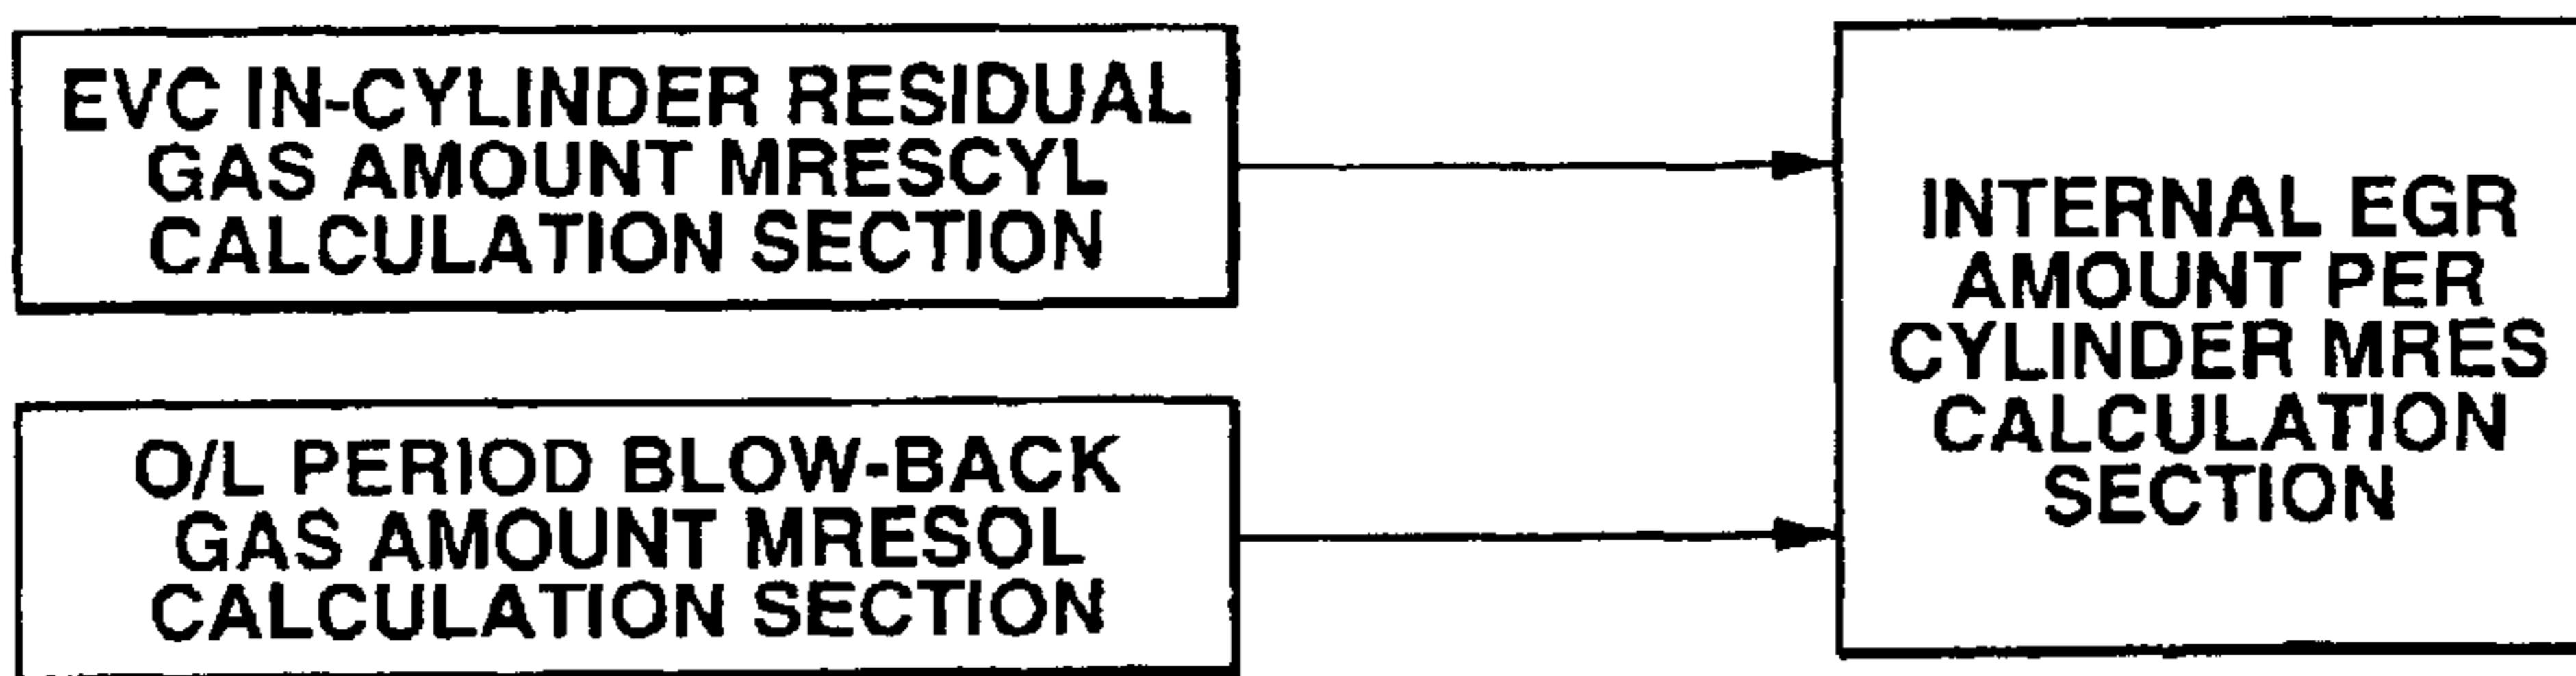 EVC IN-CYLINDER RESIDUAL
GAS AMOUNT MRESCYL
CALCULATION SECTION
O/L PERIOD BLOW-BACK
GAS AMOUNT MRESOL
CALCULATION SECTION
INTERNAL EGR
AMOUNT PER
CYLINDER MRES
CALCULATION
SECTION